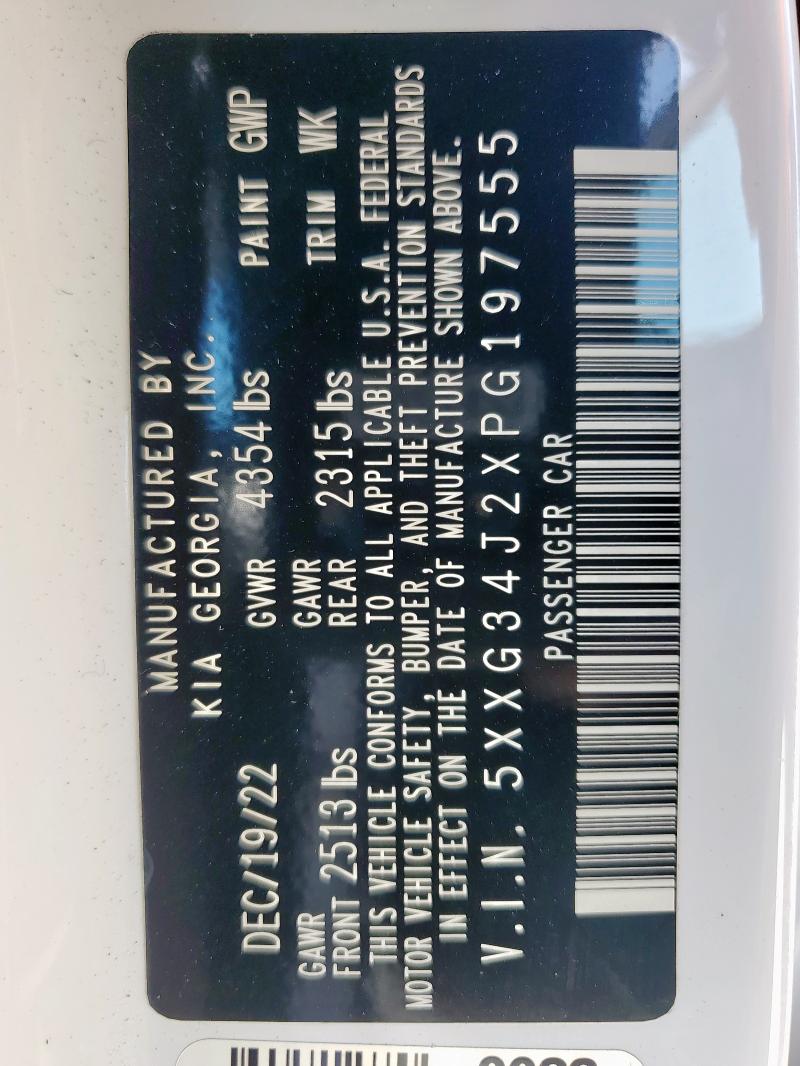 MANUFACTURED BY
KIA GEORGIA, INC.
DEC/19/22 GVWR 4354 lbs PAINT GWP
GAWR GAWR
FRONT 2513 lbs REAR 2315 lbs TRIM WK
THIS VEHICLE CONFORMS TO ALL APPLICABLE U.S.A. FEDERAL
MOTOR VEHICLE SAFETY, BUMPER, AND THEFT PREVENTION STANDARDS
IN EFFECT ON THE DATE OF MANUFACTURE SHOWN ABOVE.
V.I.N. 5XXG34J2XPG197555
PASSENGER CAR